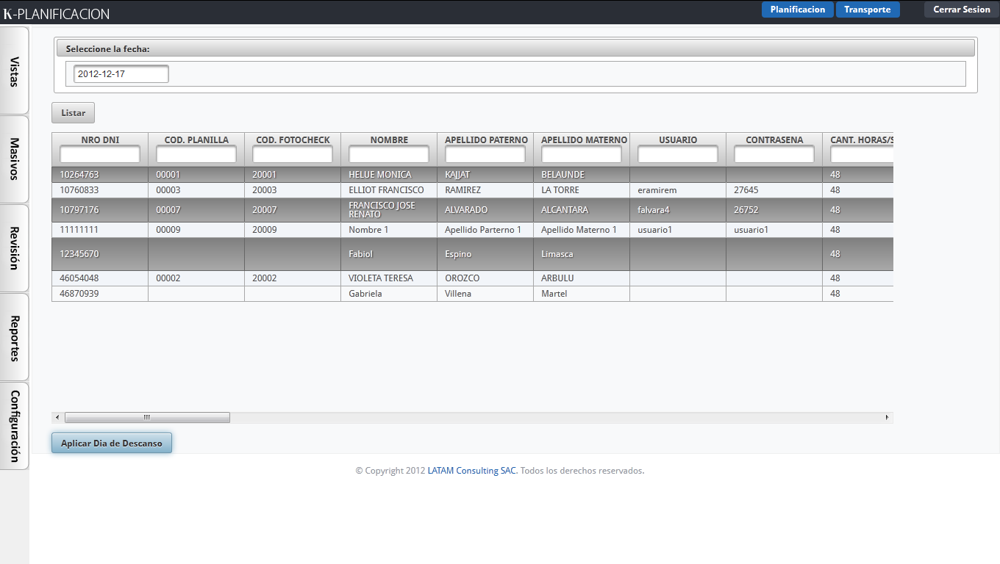 K-PLANIFICACION Planificacion Transporte Cerrar Sesion
Vistas
Masivos
Revisión
Reportes
Configuración
Seleccione la fecha:
2012-12-17
Listar
NRO DNI COD. PLANILLA COD. FOTOCHECK NOMBRE APELLIDO PATERNO APELLIDO MATERNO USUARIO CONTRASENA CANT. HORAS/S
10264763 00001 20001 HELUE MONICA KAJJAT BELAUNDE 48
10760833 00003 20003 ELLIOT FRANCISCO RAMIREZ LA TORRE eramirem 27645 48
10797176 00007 20007 FRANCISCO JOSE RENATO ALVARADO ALCANTARA falvara4 26752 48
11111111 00009 20009 Nombre 1 Apellido Parterno 1 Apellido Materno 1 usuario1 usuario1 48
12345670 Fabiol Espino Limasca 48
46054048 00002 20002 VIOLETA TERESA OROZCO ARBULU 48
46870939 Gabriela Villena Martel 48
Aplicar Dia de Descanso
© Copyright 2012 LATAM Consulting SAC. Todos los derechos reservados.